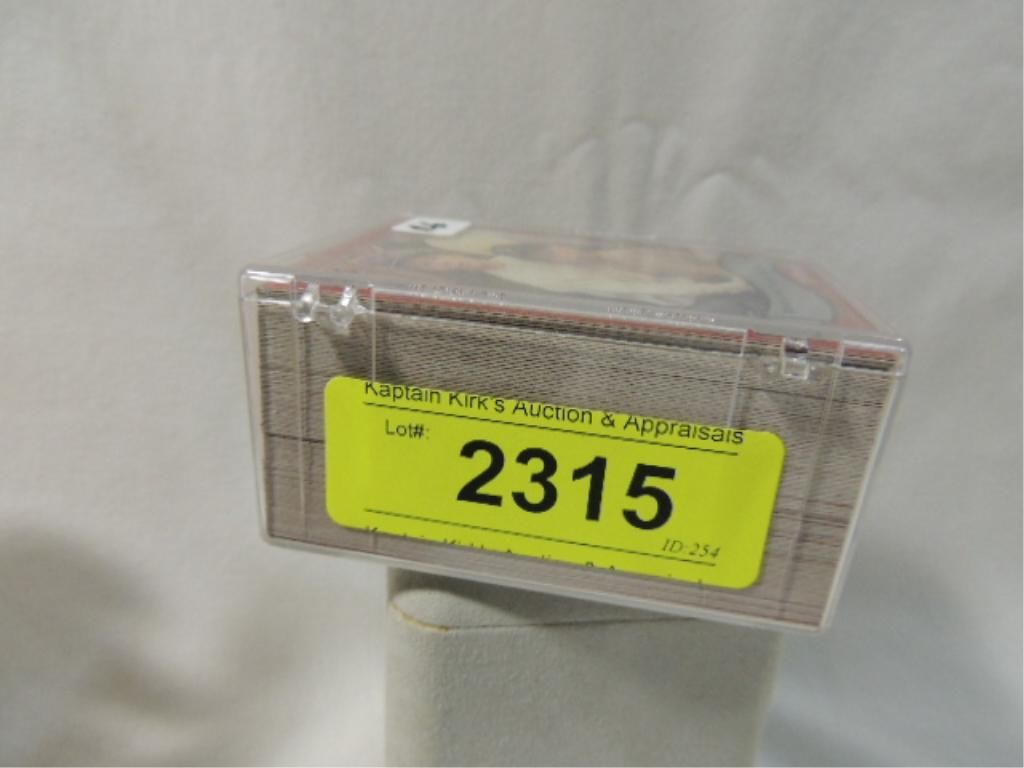 Kaptain Kirk's Auction & Appraisals
Lot#:
2315
ID:254